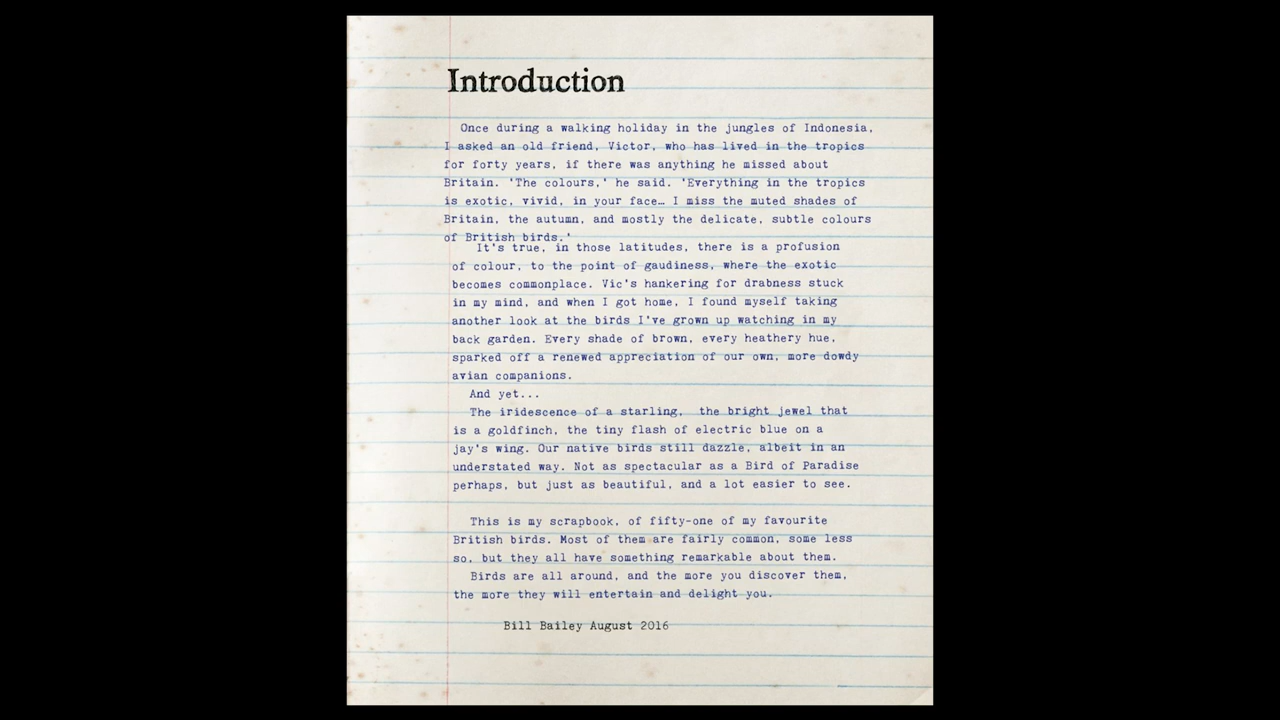 Introduction
Once during a walking holiday in the jungles of Indonesia,
I asked an old friend, Victor, who has lived in the tropics
for forty years, if there was anything he missed about
Britain. 'The colours,' he said. 'Everything in the tropics
is exotic, vivid, in your face… I miss the muted shades of
Britain, the autumn, and mostly the delicate, subtle colours
of British birds.'
It's true, in those latitudes, there is a profusion
of colour, to the point of gaudiness, where the exotic
becomes commonplace. Vic's hankering for drabness stuck
in my mind, and when I got home, I found myself taking
another look at the birds I've grown up watching in my
back garden. Every shade of brown, every heathery hue,
sparked off a renewed appreciation of our own, more dowdy
avian companions.
And yet...
The iridescence of a starling, the bright jewel that
is a goldfinch, the tiny flash of electric blue on a
jay's wing. Our native birds still dazzle, albeit in an
understated way. Not as spectacular as a Bird of Paradise
perhaps, but just as beautiful, and a lot easier to see.
This is my scrapbook, of fifty-one of my favourite
British birds. Most of them are fairly common, some less
so, but they all have something remarkable about them.
Birds are all around, and the more you discover them,
the more they will entertain and delight you.
Bill Bailey August 2016